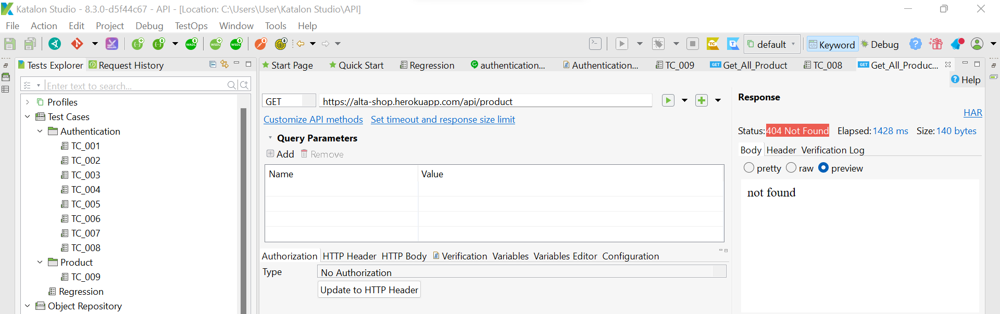 Katalon Studio - 8.3.0-d5f44c67 - API - [Location: C:\Users\User\Katalon Studio\API]
File Action Edit Project Debug TestOps Window Tools Help
WADL WSDL WSDL TC T default Keyword Debug
Tests Explorer Request History
Start Page Quick Start Regression authentication... Authentication... TC_009 GET Get_All_Product TC_008 GET Get_All_Produc...
Help
Enter text to search...
Profiles
Test Cases
Authentication
TC_001
TC_002
TC_003
TC_004
TC_005
TC_006
TC_007
TC_008
Product
TC_009
Regression
Object Repository
GET https://alta-shop.herokuapp.com/api/product
Customize API methods Set timeout and response size limit
Query Parameters
Add Remove
Name Value
Authorization HTTP Header HTTP Body Verification Variables Variables Editor Configuration
Type No Authorization
Update to HTTP Header
Response
HAR
Status: 404 Not Found Elapsed: 1428 ms Size: 140 bytes
Body Header Verification Log
pretty raw preview
not found